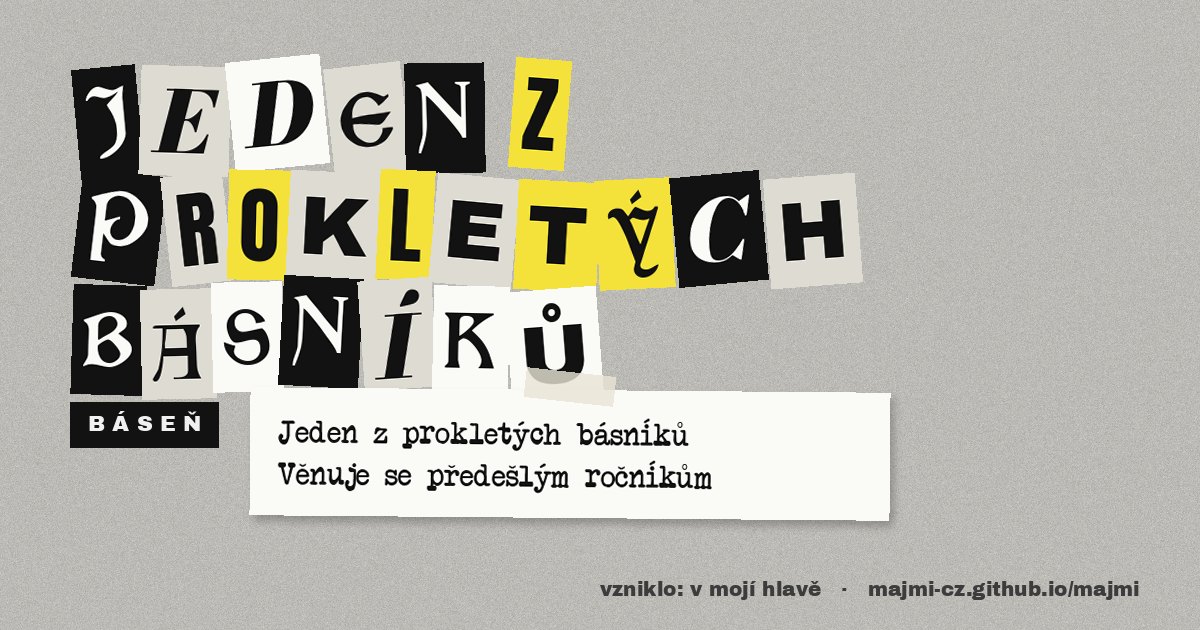 JEDEN Z
PROKLETÝCH
BÁSNÍKŮ
BÁSEŇ
Jeden z prokletých básníků
Věnuje se předešlým ročníkům
vzniklo: v mojí hlavě · majmi-cz.github.io/majmi